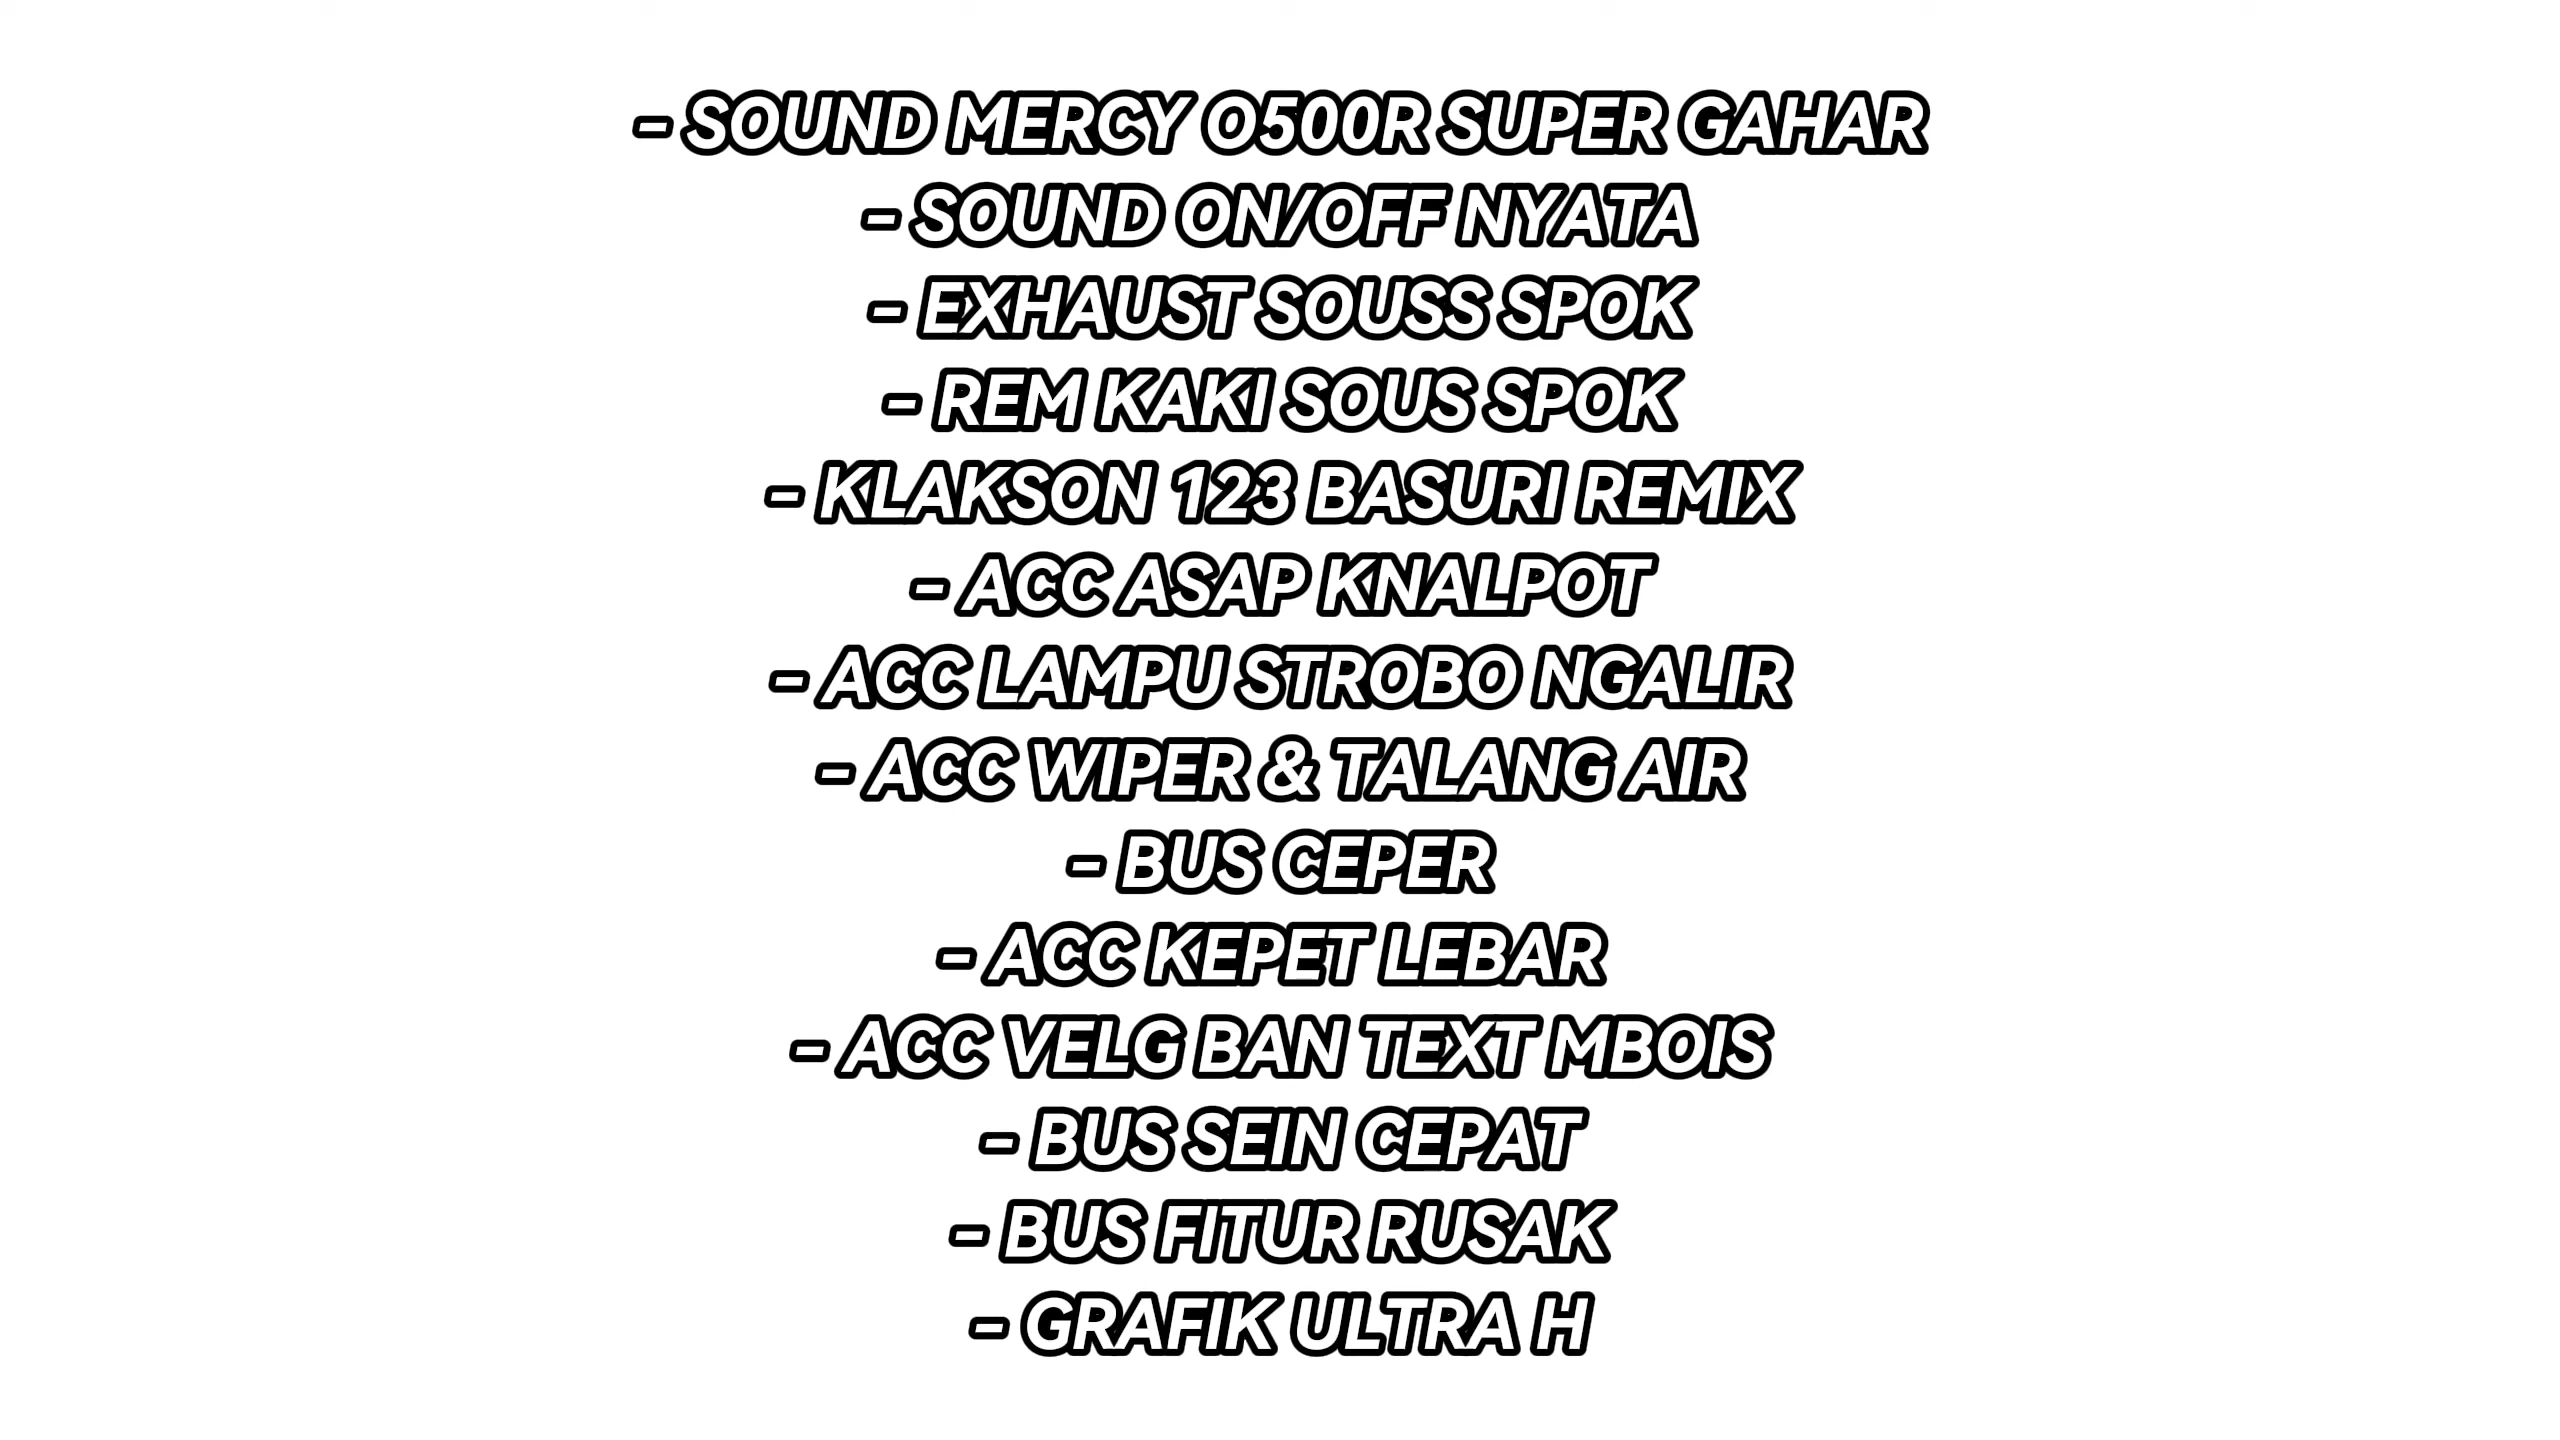 - SOUND MERCY O500R SUPER GAHAR
- SOUND ON/OFF NYATA
- EXHAUST SOUSS SPOK
- REM KAKI SOUS SPOK
- KLAKSON 123 BASURI REMIX
- ACC ASAP KNALPOT
- ACC LAMPU STROBO NGALIR
- ACC WIPER & TALANG AIR
- BUS CEPER
- ACC KEPET LEBAR
- ACC VELG BAN TEXT MBOIS
- BUS SEIN CEPAT
- BUS FITUR RUSAK
- GRAFIK ULTRA H